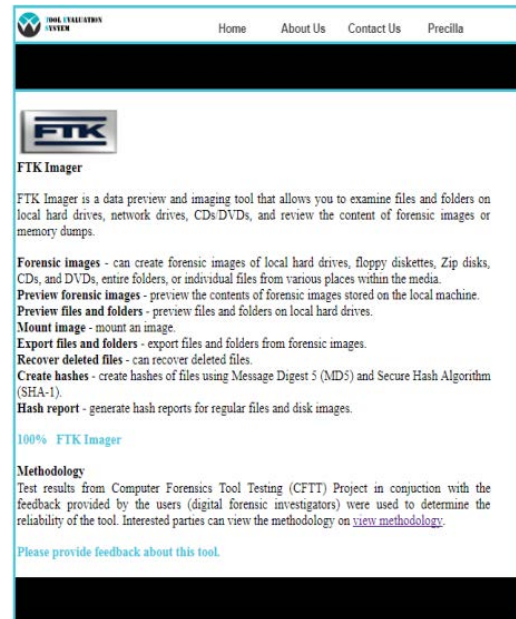 TOOL EVALUATION
SYSTEM
Home About Us Contact Us Precilla
FTK
FTK Imager
FTK Imager is a data preview and imaging tool that allows you to examine files and folders on
local hard drives, network drives, CDs/DVDs, and review the content of forensic images or
memory dumps.
Forensic images - can create forensic images of local hard drives, floppy diskettes, Zip disks,
CDs, and DVDs, entire folders, or individual files from various places within the media.
Preview forensic images - preview the contents of forensic images stored on the local machine.
Preview files and folders - preview files and folders on local hard drives.
Mount image - mount an image.
Export files and folders - export files and folders from forensic images.
Recover deleted files - can recover deleted files.
Create hashes - create hashes of files using Message Digest 5 (MD5) and Secure Hash Algorithm
(SHA-1).
Hash report - generate hash reports for regular files and disk images.
100% FTK Imager
Methodology
Test results from Computer Forensics Tool Testing (CFTT) Project in conjuction with the
feedback provided by the users (digital forensic investigators) were used to determine the
reliability of the tool. Interested parties can view the methodology on view methodology.
Please provide feedback about this tool.